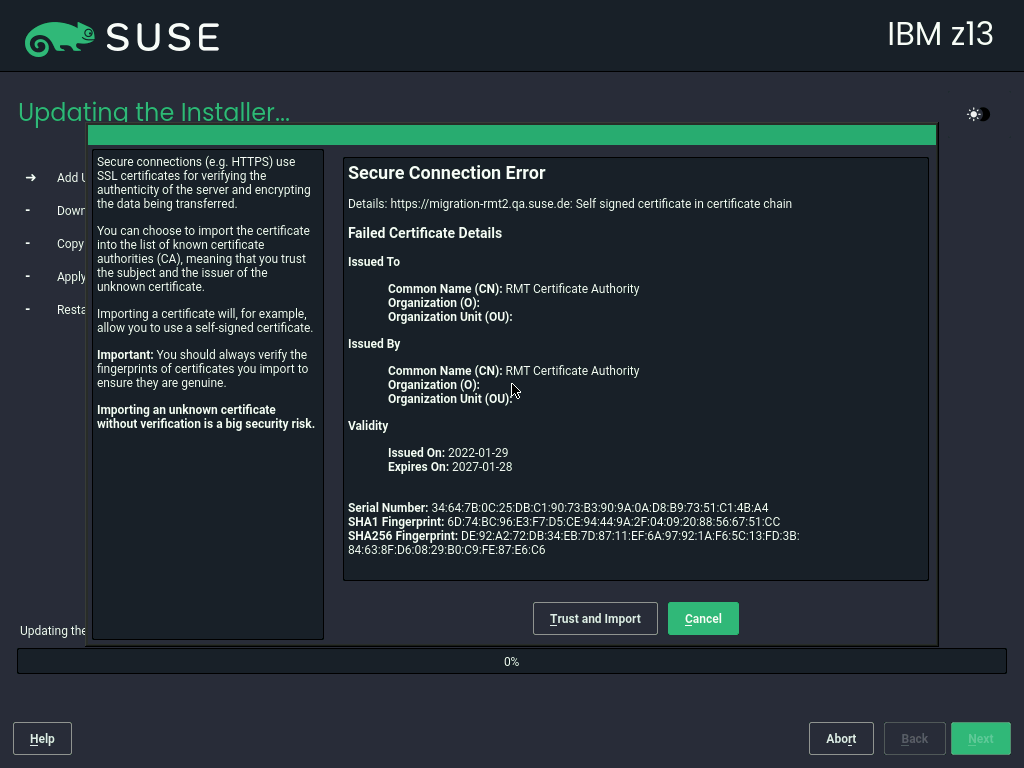 SUSE
IBM z13
Updating the Installer...
Add U
Down
Copy
Apply
Resta
Secure connections (e.g. HTTPS) use
SSL certificates for verifying the
authenticity of the server and encrypting
the data being transferred.
You can choose to import the certificate
into the list of known certificate
authorities (CA), meaning that you trust
the subject and the issuer of the
unknown certificate.
Importing a certificate will, for example,
allow you to use a self-signed certificate.
Important: You should always verify the
fingerprints of certificates you import to
ensure they are genuine.
Importing an unknown certificate
without verification is a big security risk.
Secure Connection Error
Details: https://migration-rmt2.qa.suse.de: Self signed certificate in certificate chain
Failed Certificate Details
Issued To
Common Name (CN): RMT Certificate Authority
Organization (O):
Organization Unit (OU):
Issued By
Common Name (CN): RMT Certificate Authority
Organization (O):
Organization Unit (OU):
Validity
Issued On: 2022-01-29
Expires On: 2027-01-28
Serial Number: 34:64:7B:0C:25:DB:C1:90:73:B3:90:9A:0A:D8:B9:73:51:C1:4B:A4
SHA1 Fingerprint: 6D:74:BC:96:E3:F7:D5:CE:94:44:9A:2F:04:09:20:88:56:67:51:CC
SHA256 Fingerprint: DE:92:A2:72:DB:34:EB:7D:87:11:EF:6A:97:92:1A:F6:5C:13:FD:3B:
84:63:8F:D6:08:29:B0:C9:FE:87:E6:C6
Trust and Import
Cancel
Updating the
0%
Help
Abort
Back
Next